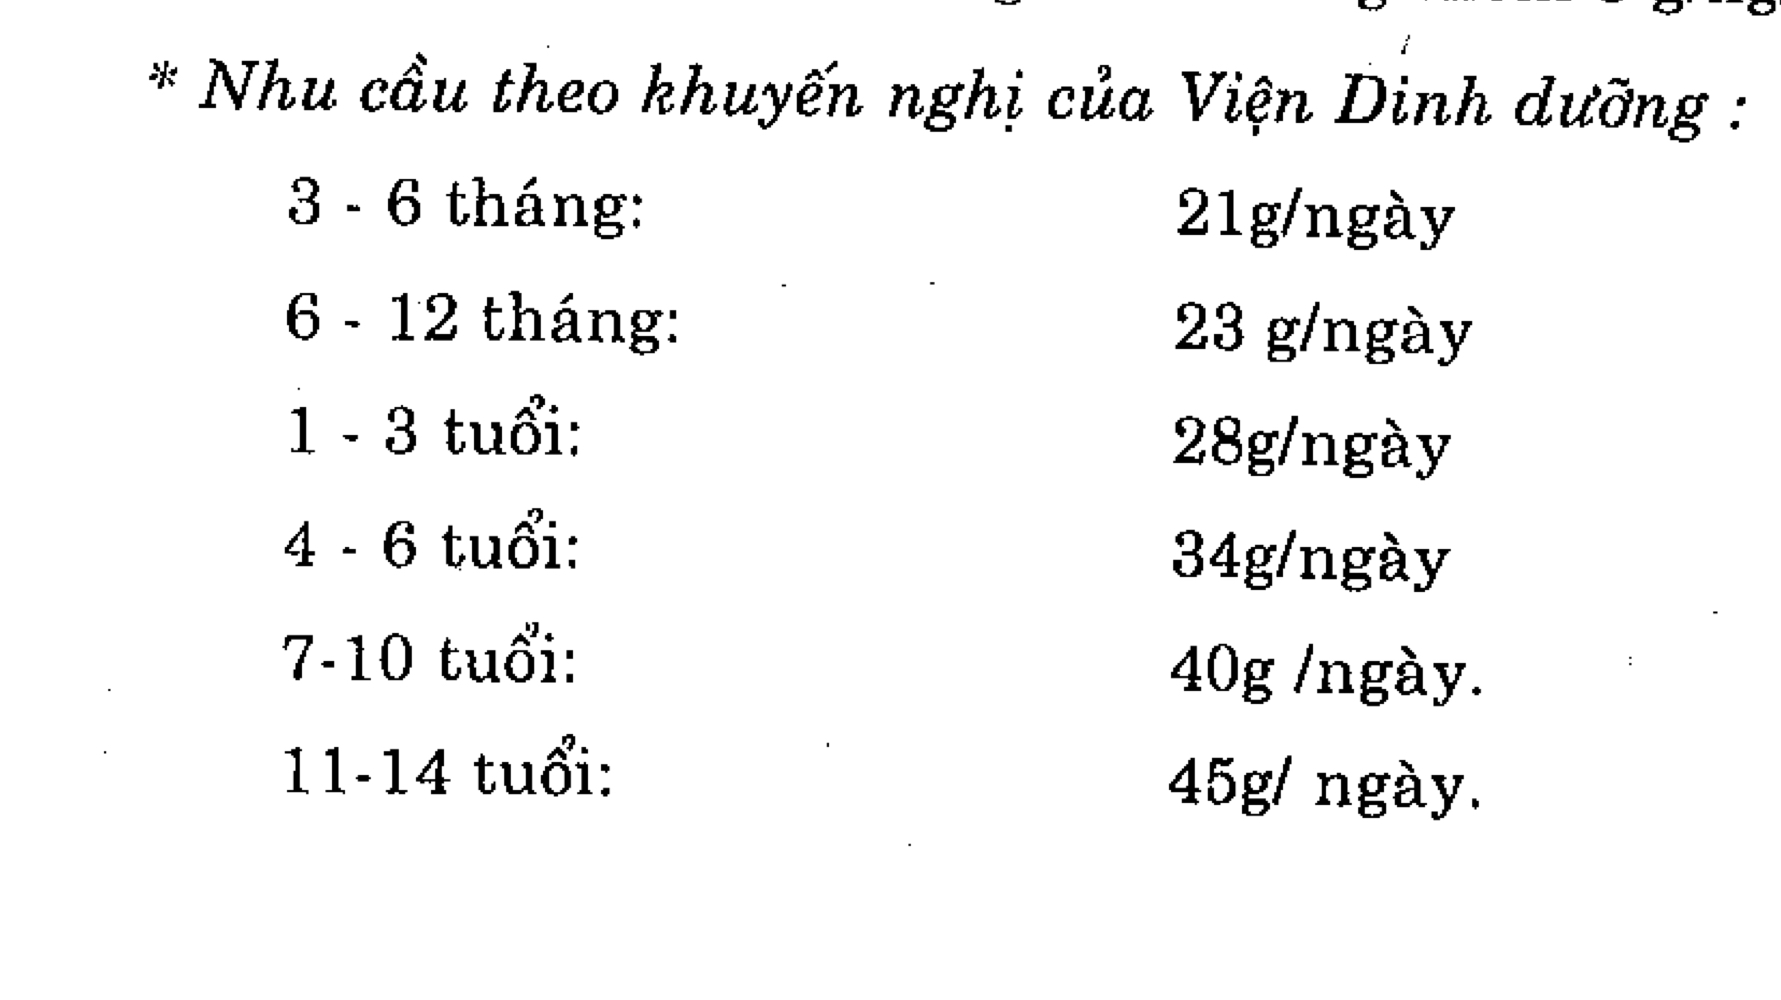 * Nhu cầu theo khuyến nghị của Viện Dinh dưỡng :
3 - 6 tháng: 21g/ngày
6 - 12 tháng: 23 g/ngày
1 - 3 tuổi: 28g/ngày
4 - 6 tuổi: 34g/ngày
7-10 tuổi: 40g /ngày.
11-14 tuổi: 45g/ ngày.